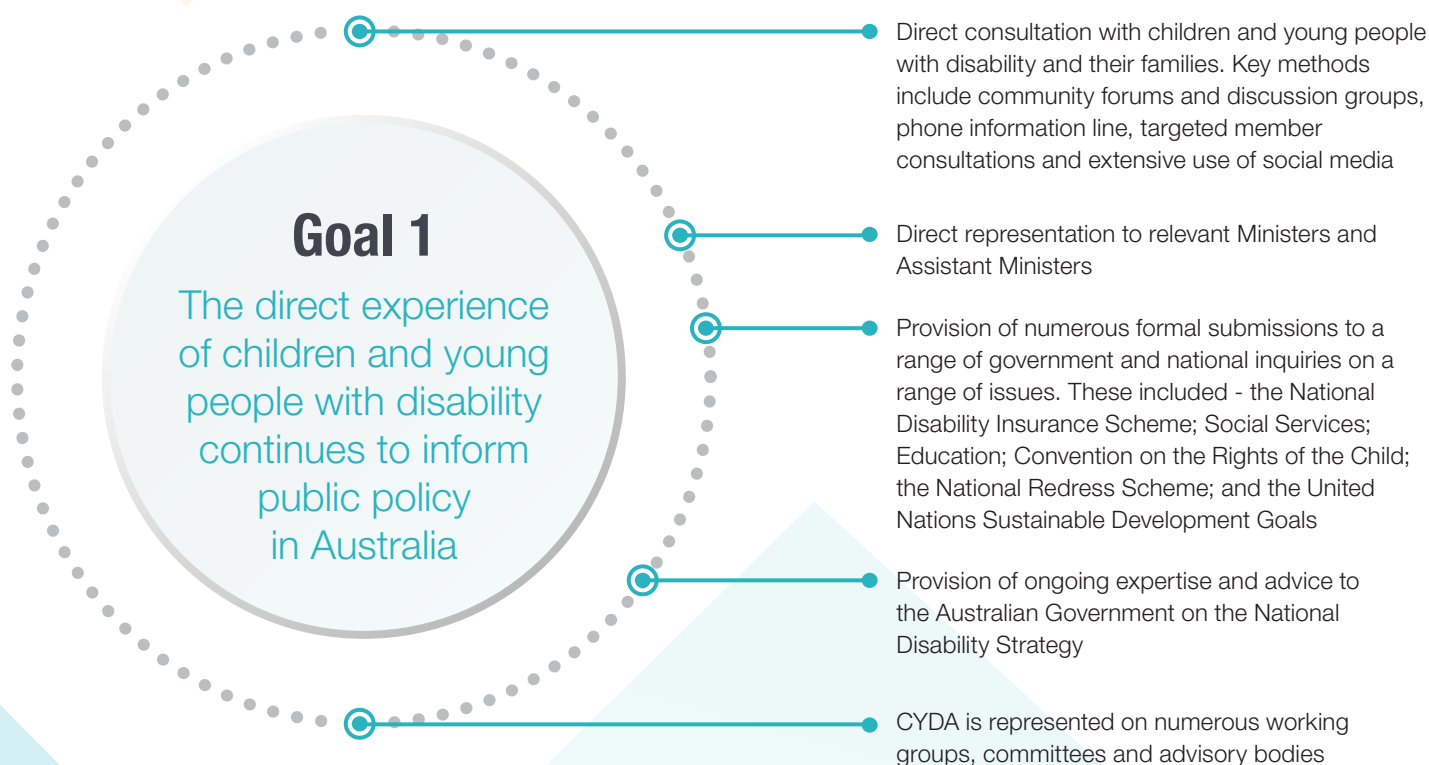 Goal 1
The direct experience
of children and young
people with disability
continues to inform
public policy
in Australia
Direct consultation with children and young people
with disability and their families. Key methods
include community forums and discussion groups,
phone information line, targeted member
consultations and extensive use of social media
Direct representation to relevant Ministers and
Assistant Ministers
Provision of numerous formal submissions to a
range of government and national inquiries on a
range of issues. These included - the National
Disability Insurance Scheme; Social Services;
Education; Convention on the Rights of the Child;
the National Redress Scheme; and the United
Nations Sustainable Development Goals
Provision of ongoing expertise and advice to
the Australian Government on the National
Disability Strategy
CYDA is represented on numerous working
groups, committees and advisory bodies